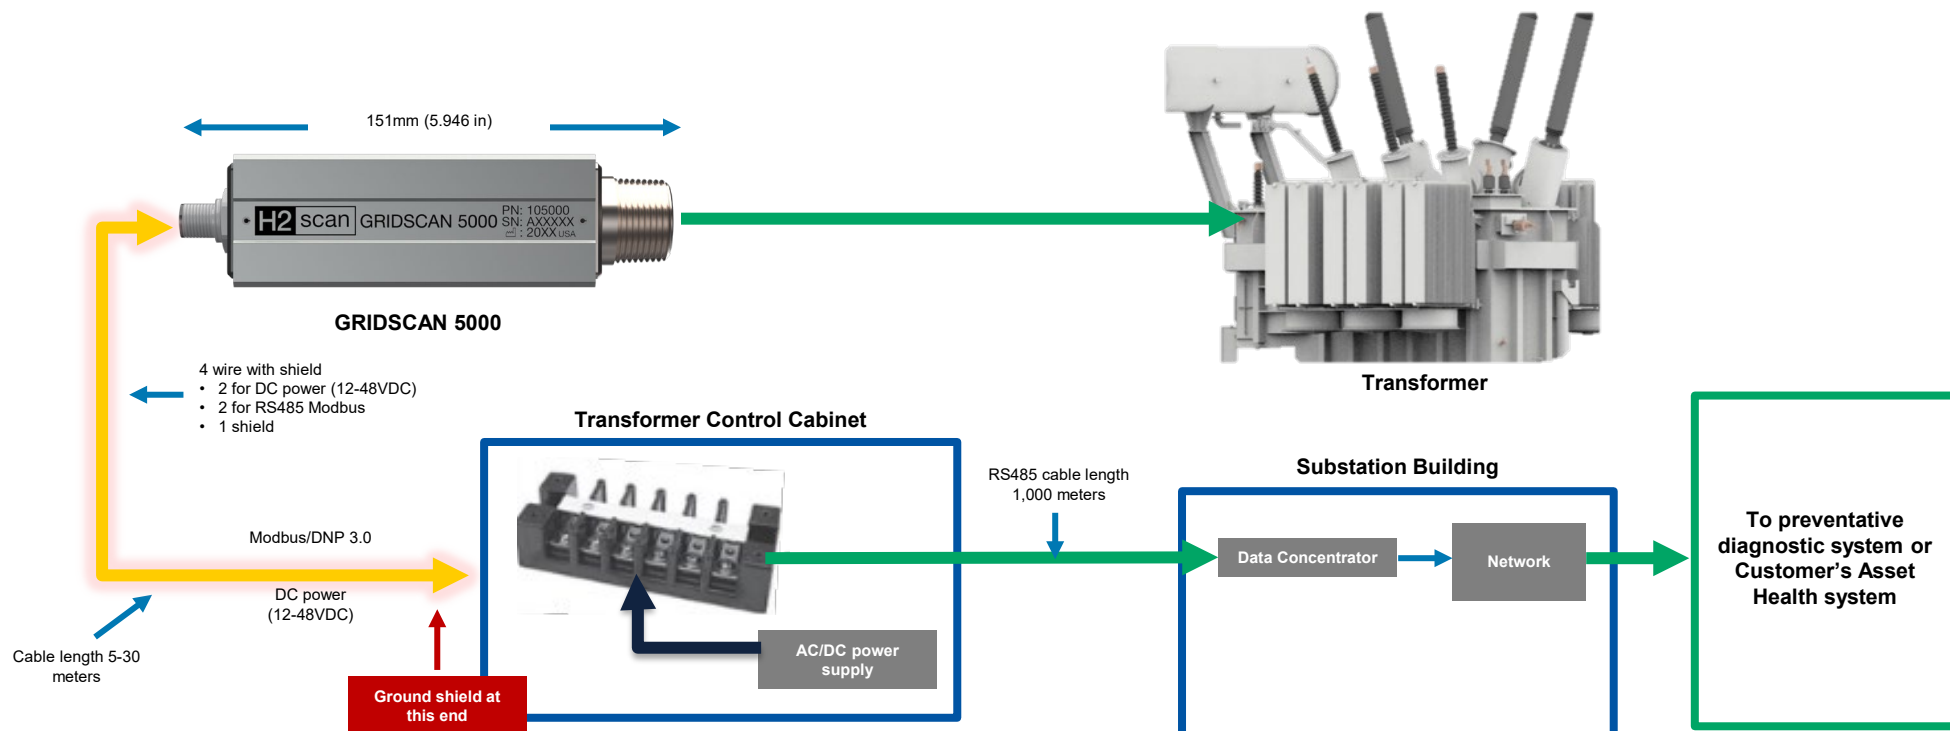 151mm (5.946 in)
H2 scan GRIDSCAN 5000
PN: 105000
SN: AXXXXX
: 20XX USA
GRIDSCAN 5000
Transformer
4 wire with shield
• 2 for DC power (12-48VDC)
• 2 for RS485 Modbus
• 1 shield
Transformer Control Cabinet
RS485 cable length
1,000 meters
Substation Building
Modbus/DNP 3.0
DC power
(12-48VDC)
Cable length 5-30
meters
Ground shield at
this end
AC/DC power
supply
Data Concentrator
Network
To preventative
diagnostic system or
Customer’s Asset
Health system